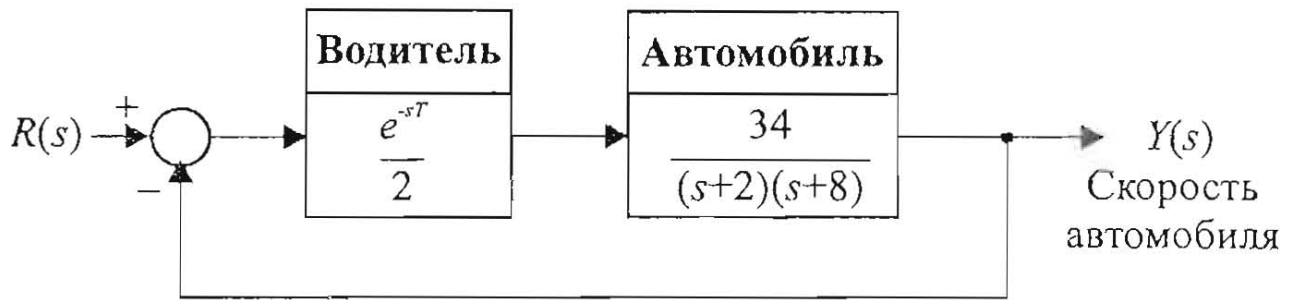 Водитель
Автомобиль
R(s)
+
−
e^{-sT}
2
34
(s+2)(s+8)
Y(s)
Скорость
автомобиля